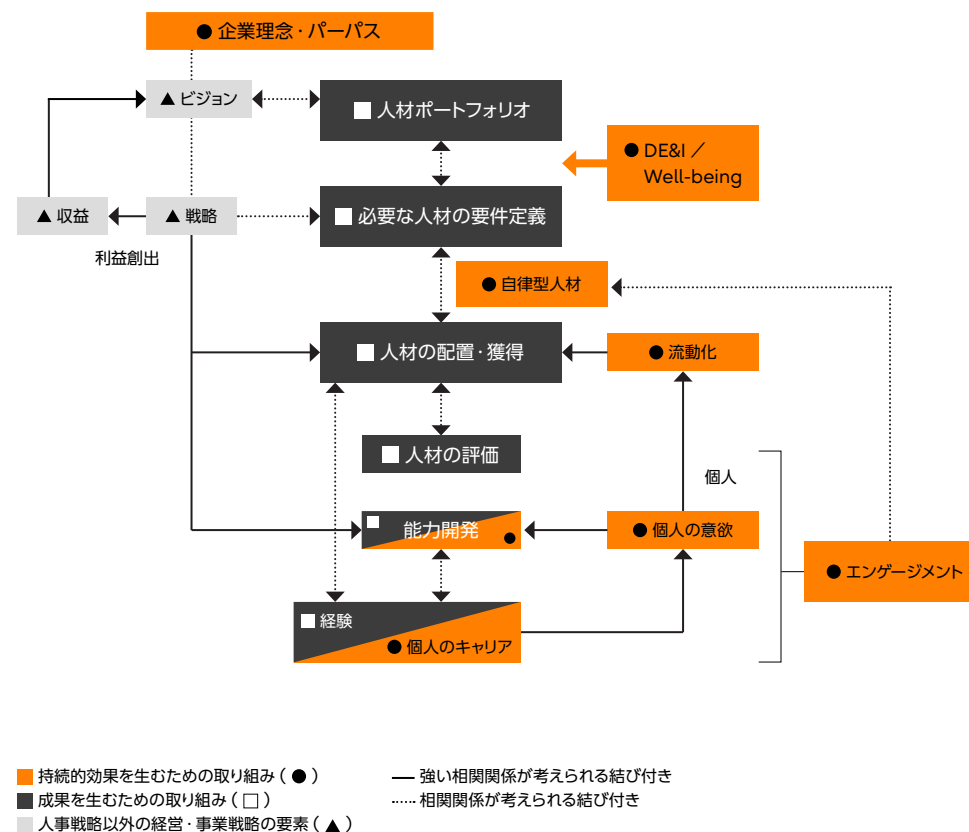 ● 企業理念・パーパス
▲ ビジョン
□ 人材ポートフォリオ
● DE&I ／
Well-being
▲ 収益
▲ 戦略
□ 必要な人材の要件定義
利益創出
● 自律型人材
□ 人材の配置・獲得
● 流動化
□ 人材の評価
個人
□ 能力開発 ●
● 個人の意欲
● エンゲージメント
□ 経験
● 個人のキャリア
持続的効果を生むための取り組み ( ● )
強い相関関係が考えられる結び付き
成果を生むための取り組み ( □ )
相関関係が考えられる結び付き
人事戦略以外の経営・事業戦略の要素 ( ▲ )